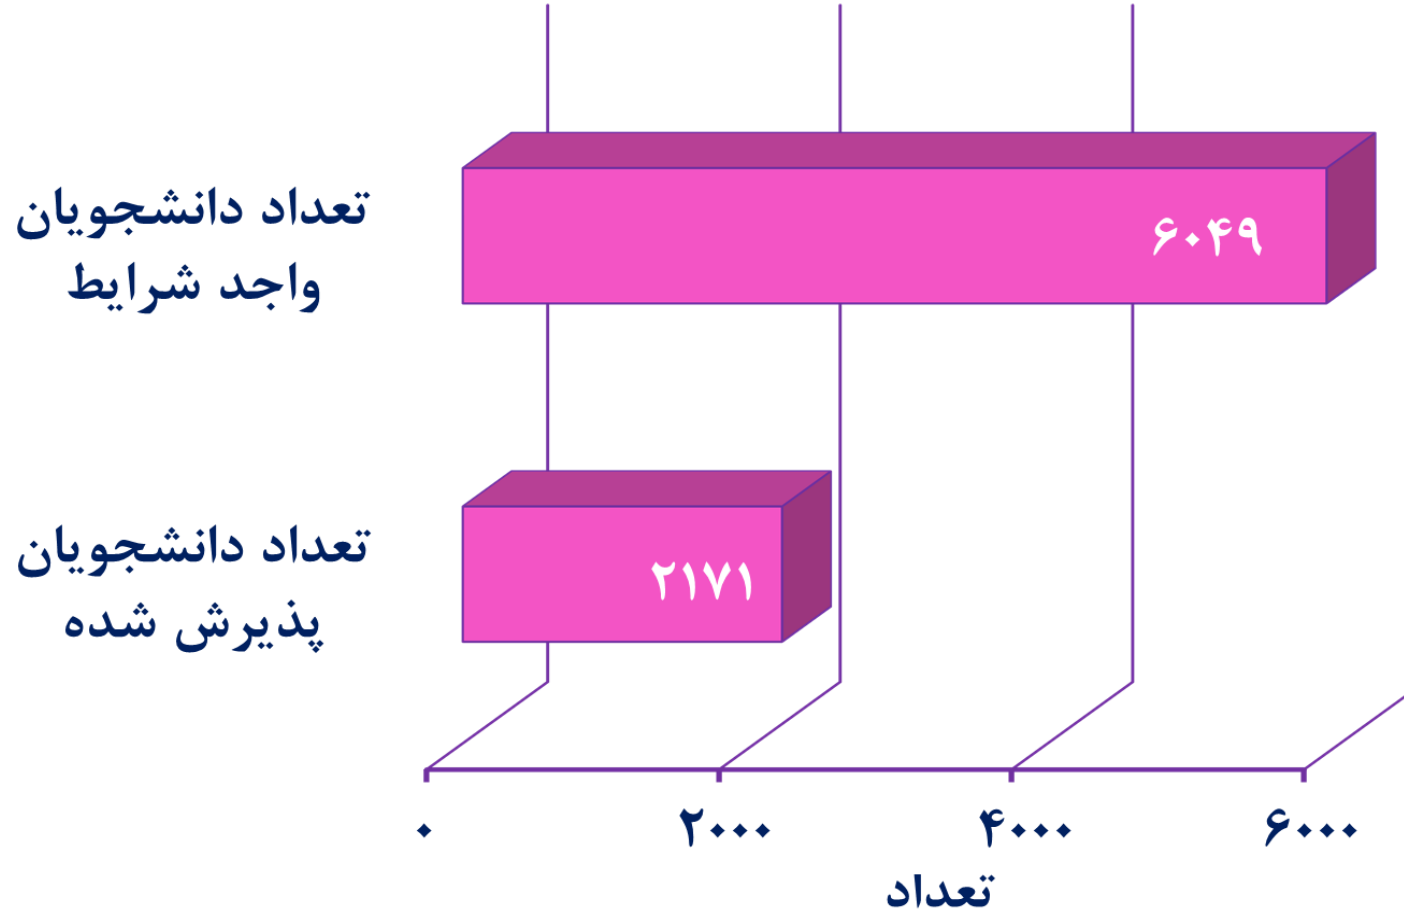 تعداد دانشجویان
واجد شرایط
۶۰۴۹
تعداد دانشجویان
پذیرش شده
۲۱۷۱
۰ ۲۰۰۰ ۴۰۰۰ ۶۰۰۰
تعداد